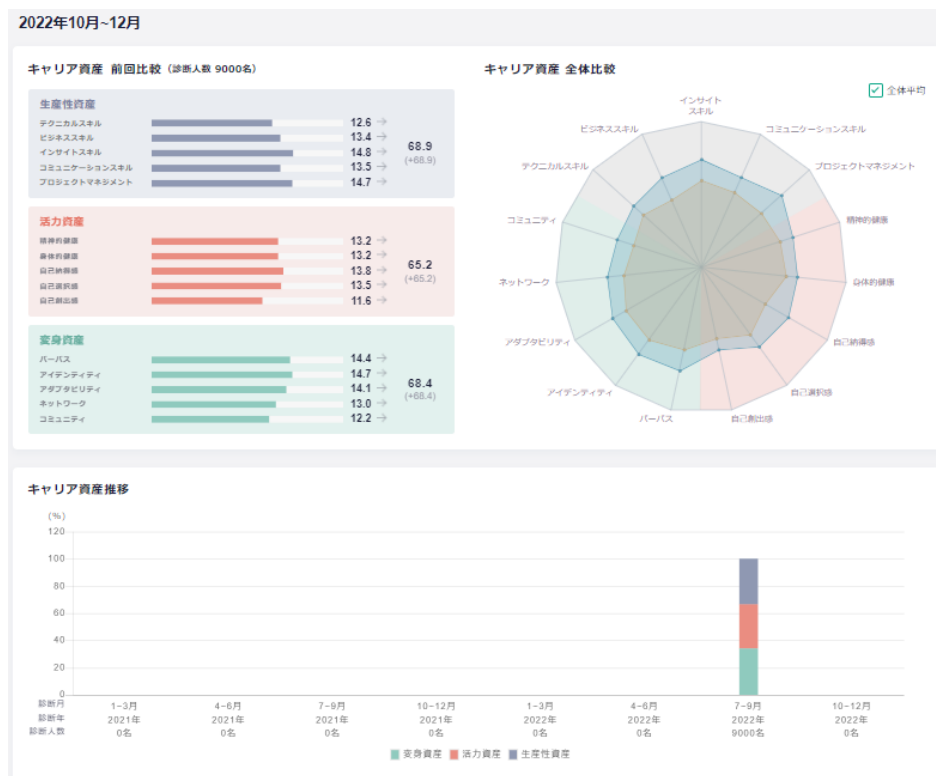 2022年10月~12月
キャリア資産 前回比較 (診断人数 9000名)
生産性資産
テクニカルスキル 12.6 →
ビジネススキル 13.4 →
インサイトスキル 14.8 →
コミュニケーションスキル 13.5 →
プロジェクトマネジメント 14.7 →
68.9
(+68.9)
活力資産
精神的健康 13.2 →
身体的健康 13.2 →
自己納得感 13.8 →
自己選択感 13.5 →
自己創出感 11.6 →
65.2
(+65.2)
変身資産
パーパス 14.4 →
アイデンティティ 14.7 →
アダプタビリティ 14.1 →
ネットワーク 13.0 →
コミュニティ 12.2 →
68.4
(+68.4)
キャリア資産 全体比較
全体平均
インサイト
スキル
コミュニケーションスキル
プロジェクトマネジメント
精神的健康
身体的健康
自己納得感
自己選択感
自己創出感
パーパス
アイデンティティ
アダプタビリティ
ネットワーク
コミュニティ
テクニカルスキル
ビジネススキル
キャリア資産推移
(%)
120
100
80
60
40
20
0
診断月 1-3月 4-6月 7-9月 10-12月 1-3月 4-6月 7-9月 10-12月
診断年 2021年 2021年 2021年 2021年 2022年 2022年 2022年 2022年
診断人数 0名 0名 0名 0名 0名 0名 9000名 0名
変身資産 活力資産 生産性資産